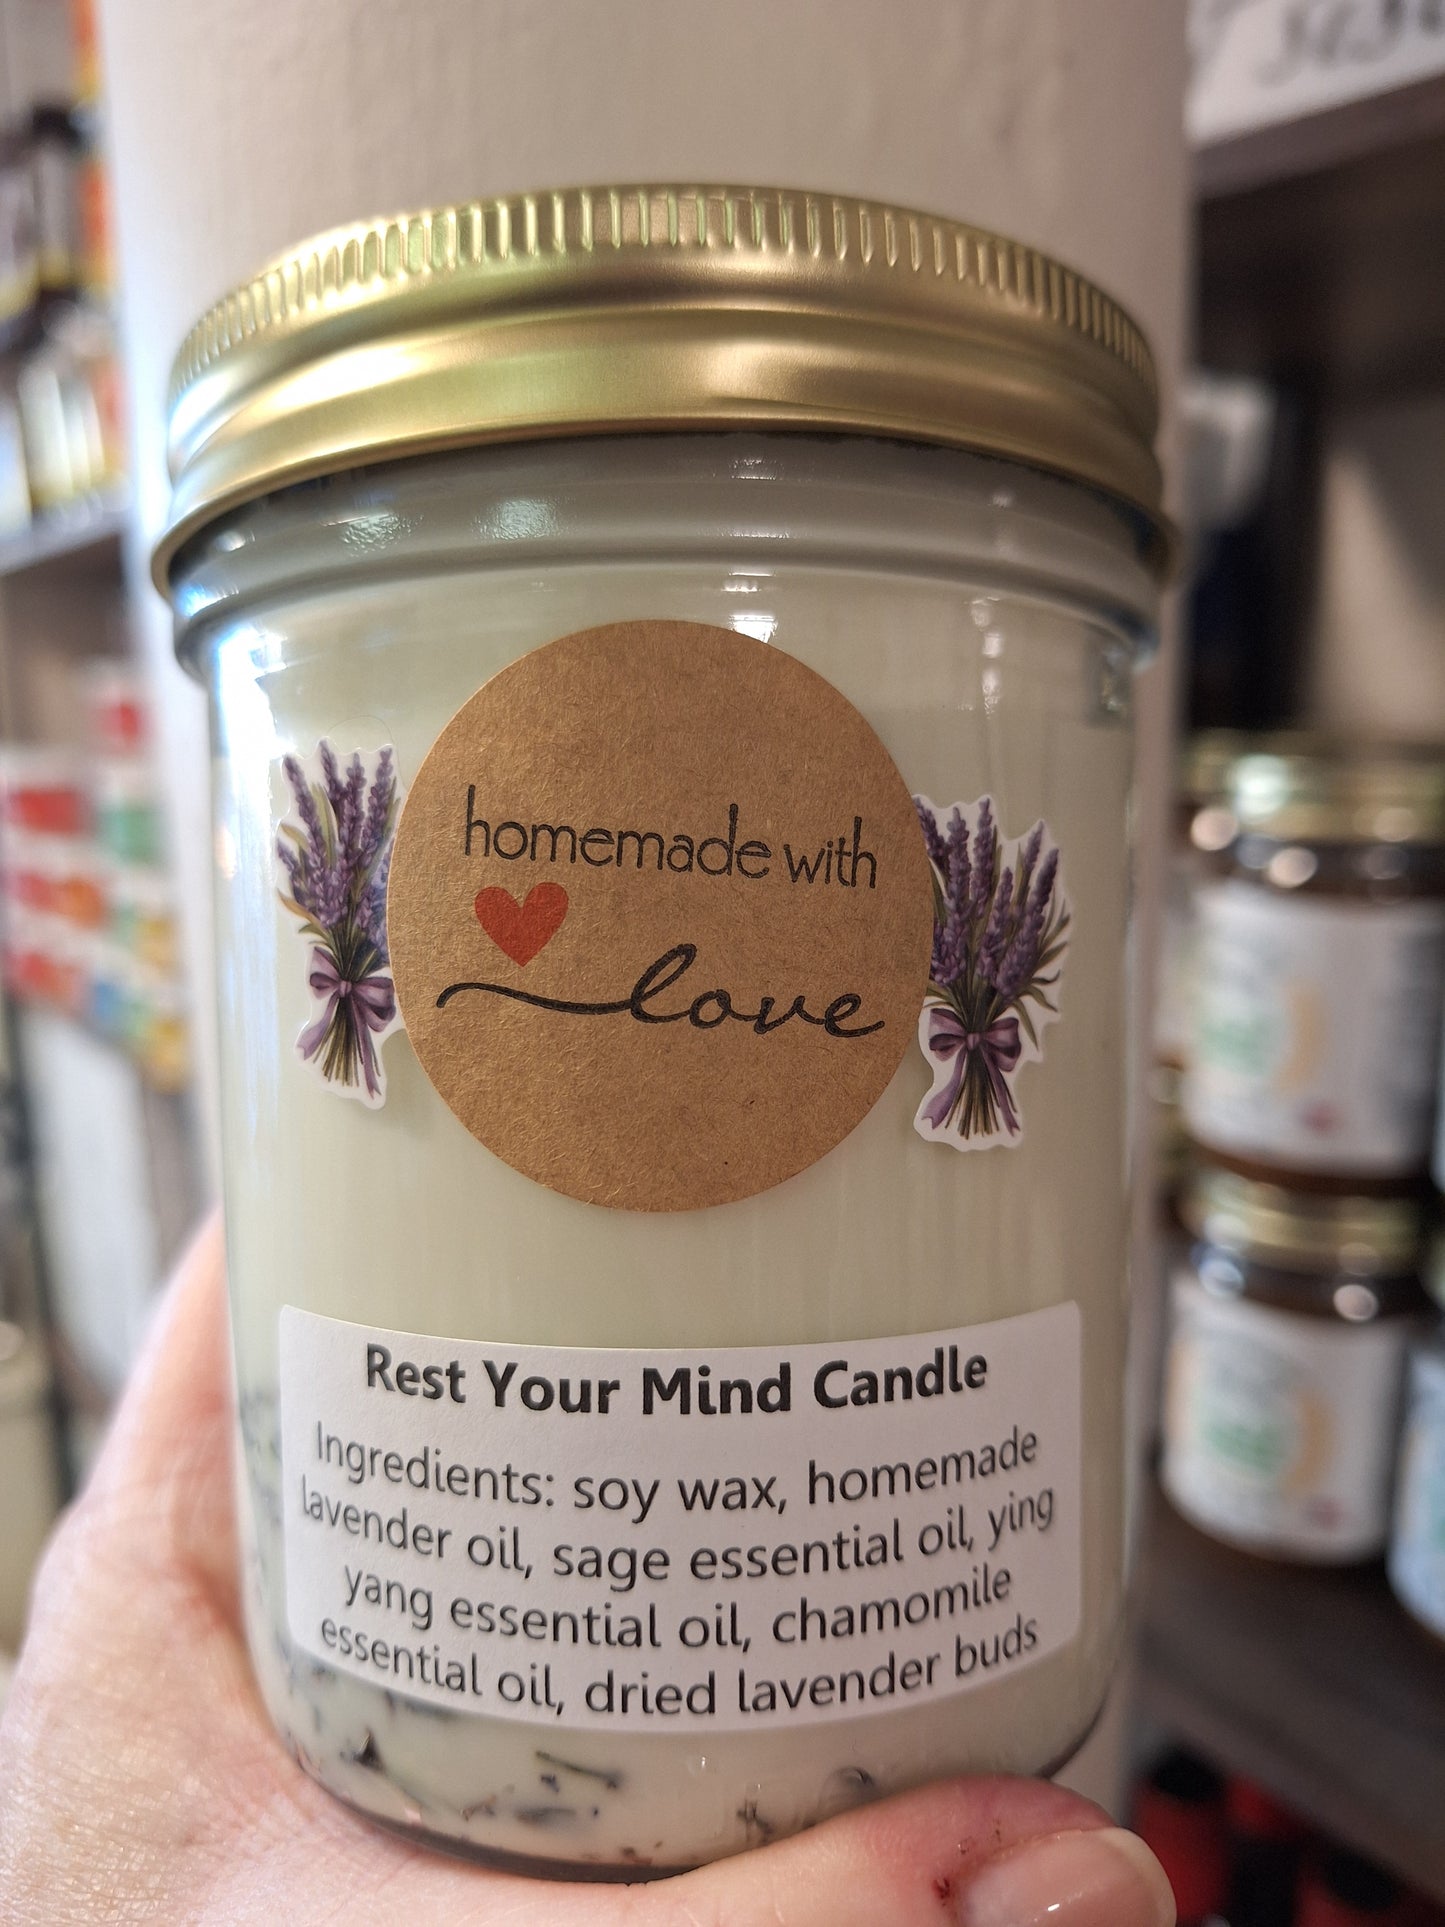 homemade with
love
Rest Your Mind Candle
Ingredients: soy wax, homemade
lavender oil, sage essential oil, ying
yang essential oil, chamomile
essential oil, dried lavender buds